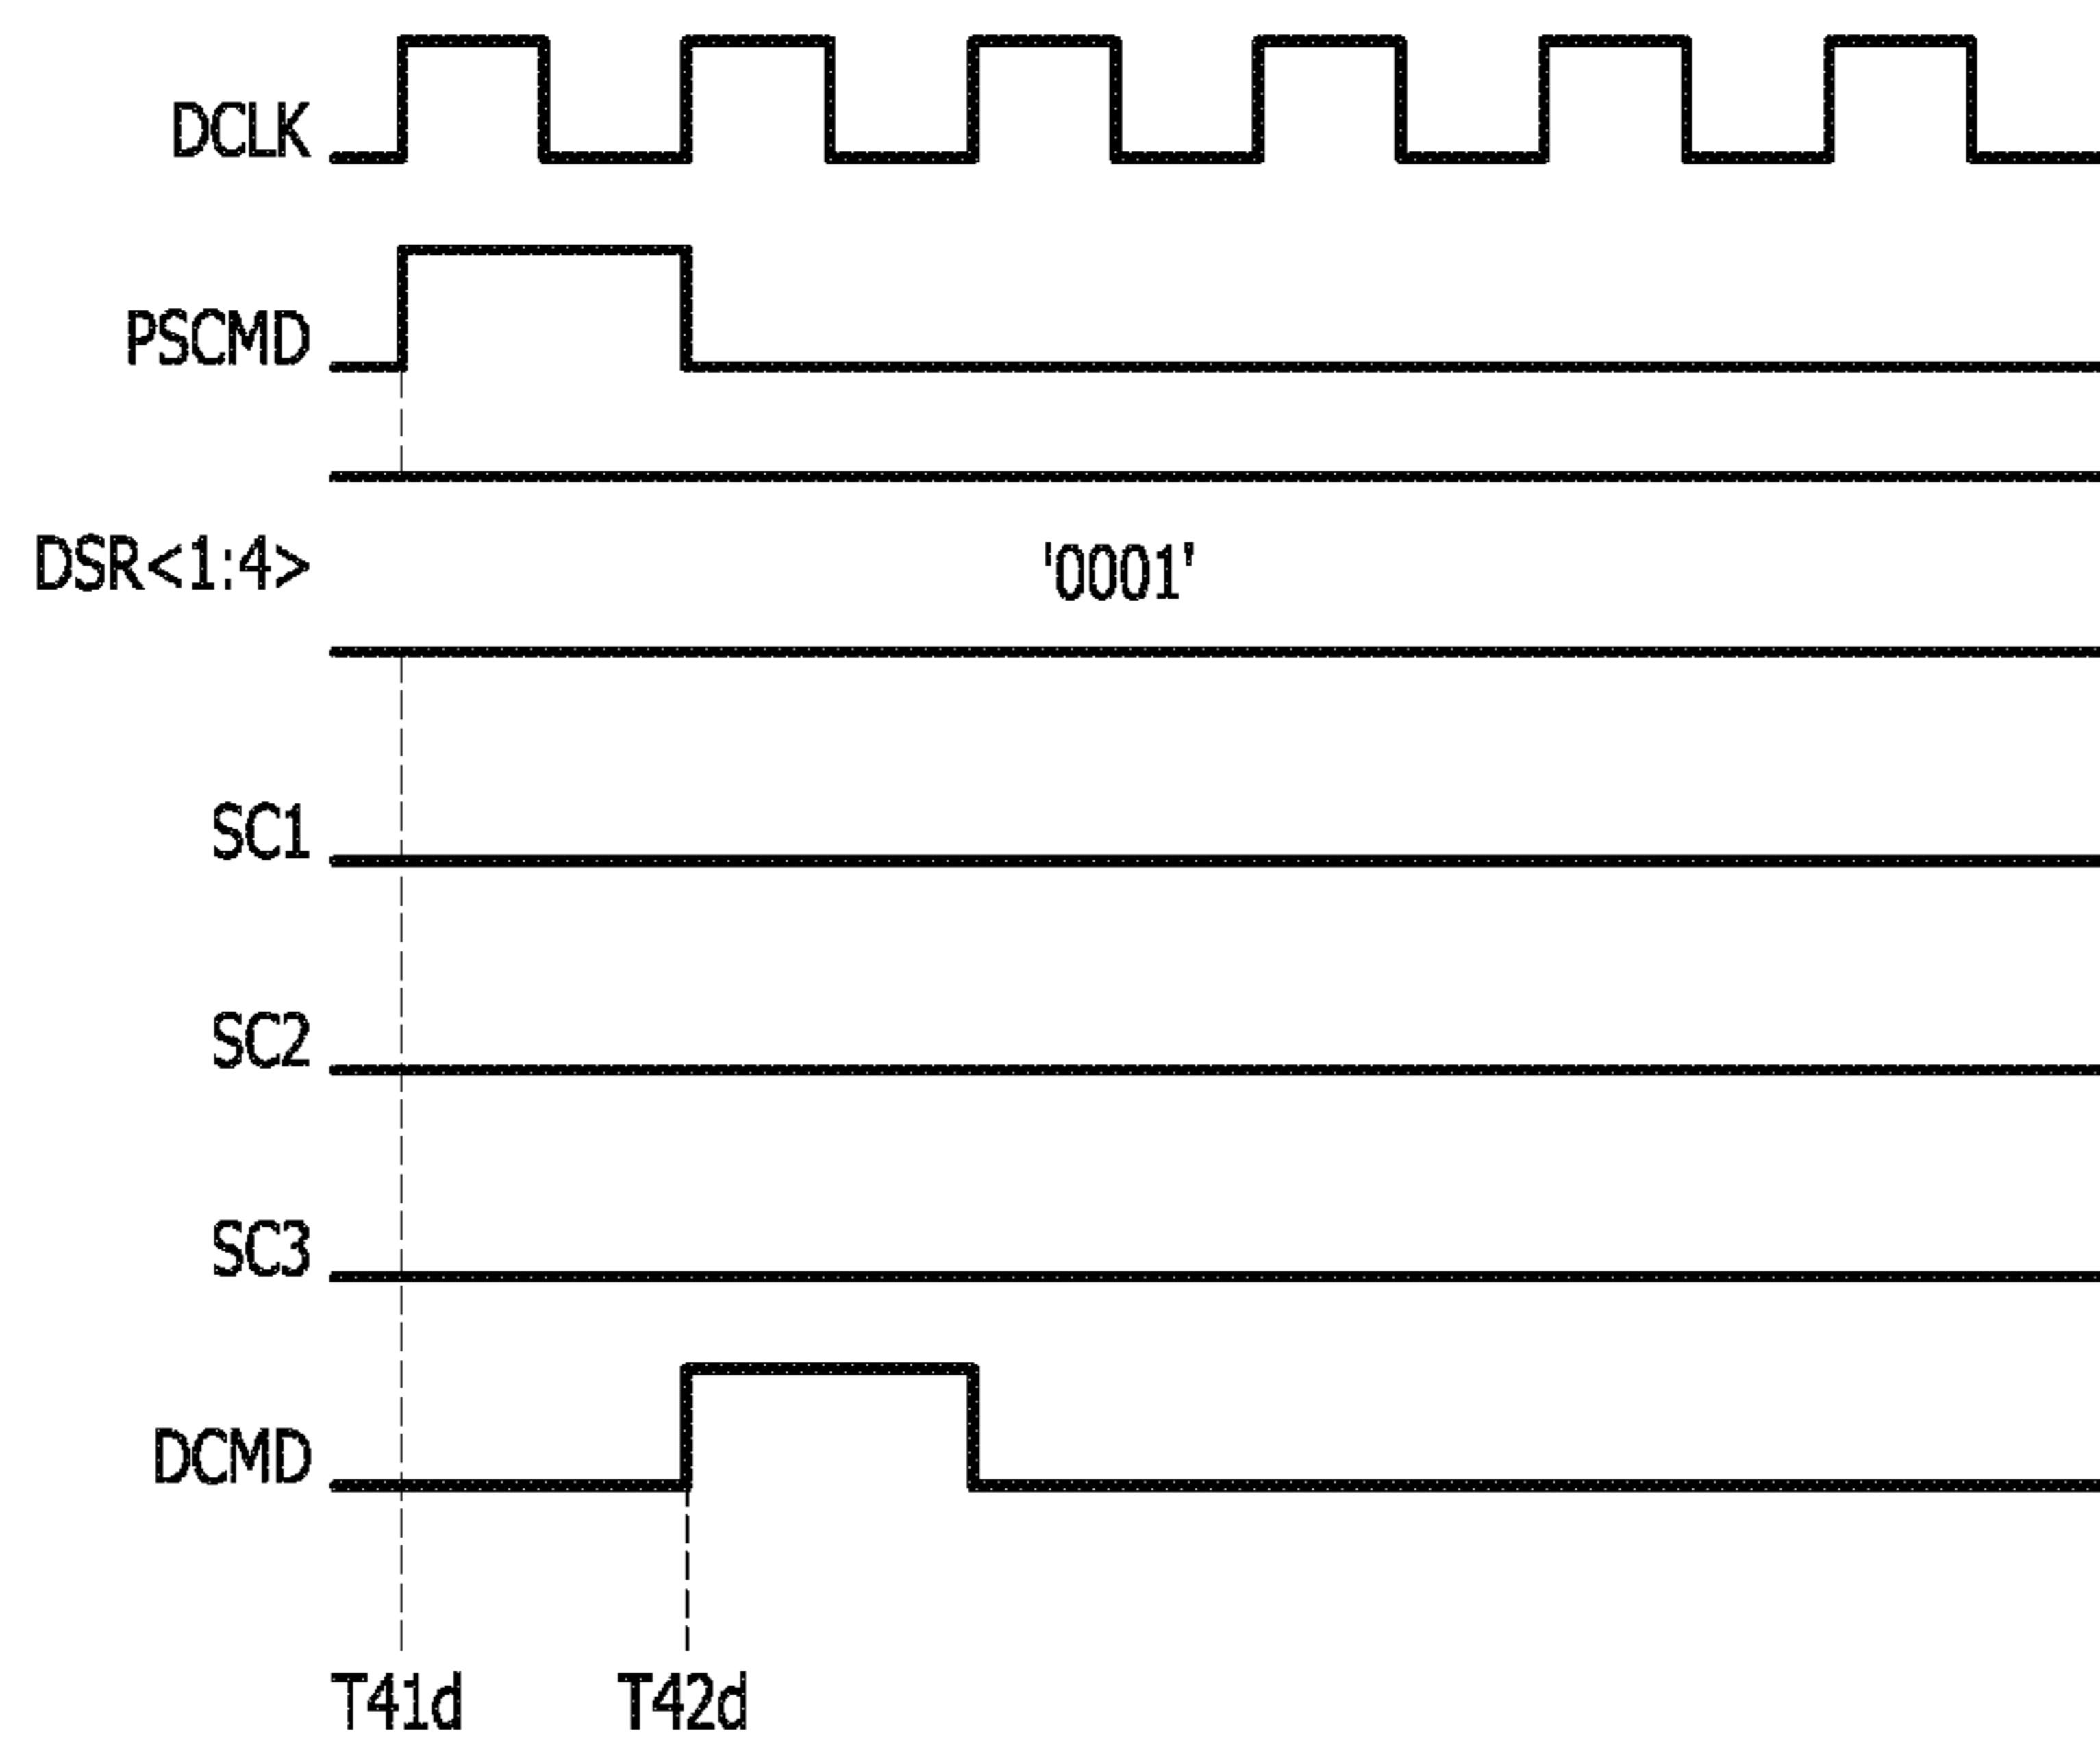 DCLK
PSCMD
DSR<1:4>
'0001'
SC1
SC2
SC3
DCMD
T41d T42d